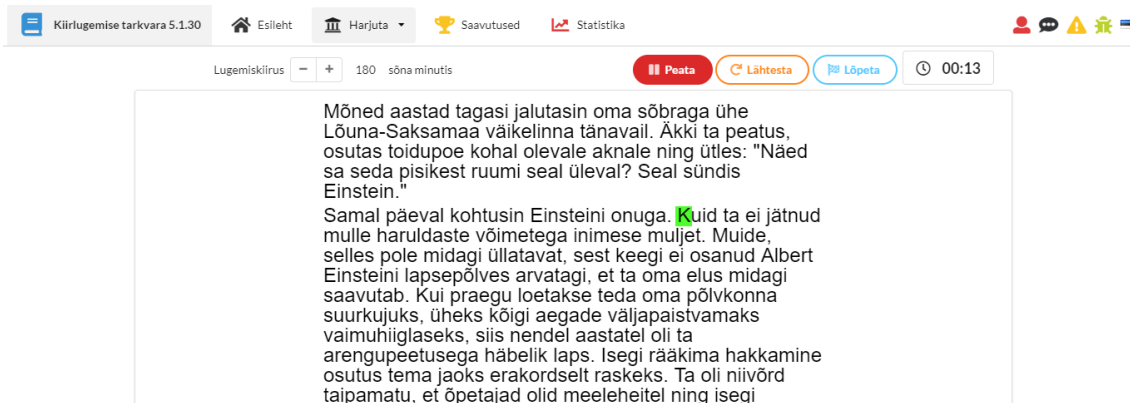 Kiirlugemise tarkvara 5.1.30 Esileht Harjuta Saavutused Statistika
Lugemiskiirus − + 180 sõna minutis Peata Lähtesta Lõpeta 00:13
Mõned aastad tagasi jalutasin oma sõbraga ühe
Lõuna-Saksamaa väikelinna tänavail. Äkki ta peatus,
osutas toidupoe kohal olevale aknale ning ütles: "Näed
sa seda pisikest ruumi seal üleval? Seal sündis
Einstein."
Samal päeval kohtusin Einsteini onuga. Kuid ta ei jätnud
mulle haruldaste võimetega inimese muljet. Muide,
selles pole midagi üllatavat, sest keegi ei osanud Albert
Einsteini lapsepõlves arvatagi, et ta oma elus midagi
saavutab. Kui praegu loetakse teda oma põlvkonna
suurkujuks, üheks kõigi aegade väljapaistvamaks
vaimuhiiglaseks, siis nendel aastatel oli ta
arengupeetusega häbelik laps. Isegi rääkima hakkamine
osutus tema jaoks erakordselt raskeks. Ta oli niivõrd
taipamatu, et õpetajad olid meeleheitel ning isegi